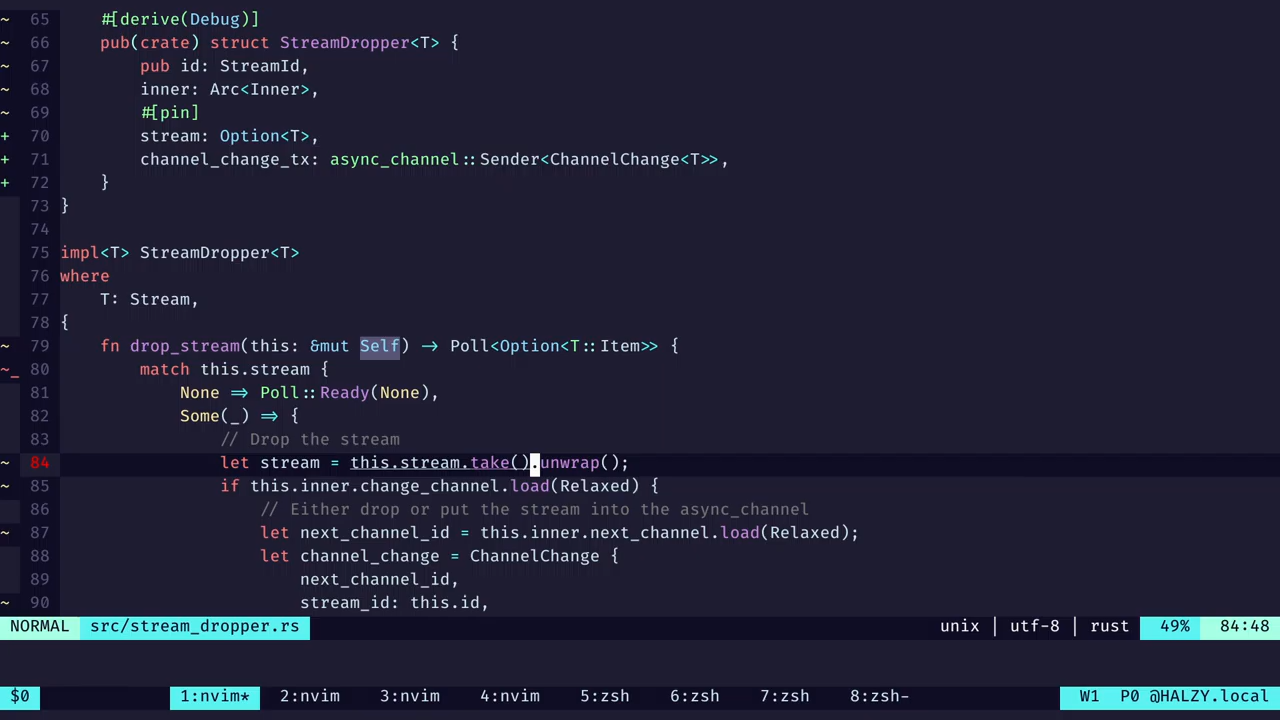 ~ 65     #[derive(Debug)]
~ 66     pub(crate) struct StreamDropper<T> {
~ 67         pub id: StreamId,
~ 68         inner: Arc<Inner>,
~ 69         #[pin]
+ 70         stream: Option<T>,
+ 71         channel_change_tx: async_channel::Sender<ChannelChange<T>>,
+ 72     }
73 }
74
75 impl<T> StreamDropper<T>
76 where
77     T: Stream,
78 {
~ 79     fn drop_stream(this: &mut Self) -> Poll<Option<T::Item>> {
~_ 80         match this.stream {
81             None => Poll::Ready(None),
82             Some(_) => {
83                 // Drop the stream
~ 84                 let stream = this.stream.take().unwrap();
~ 85                 if this.inner.change_channel.load(Relaxed) {
86                     // Either drop or put the stream into the async_channel
~ 87                     let next_channel_id = this.inner.next_channel.load(Relaxed);
88                     let channel_change = ChannelChange {
89                         next_channel_id,
~ 90                         stream_id: this.id,
NORMAL src/stream_dropper.rs unix | utf-8 | rust 49% 84:48
$0 1:nvim* 2:nvim 3:nvim 4:nvim 5:zsh 6:zsh 7:zsh 8:zsh- W1 P0 @HALZY.local